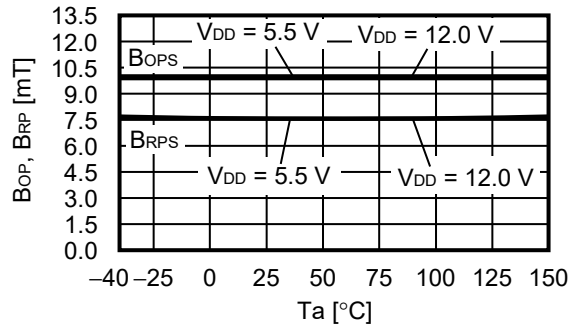 13.5
12.0
10.5
9.0
7.5
6.0
4.5
3.0
1.5
0.0
BOP, BRP [mT]
VDD = 5.5 V
VDD = 12.0 V
BOPS
BRPS
VDD = 5.5 V
VDD = 12.0 V
−40 −25 0 25 50 75 100 125 150
Ta [°C]